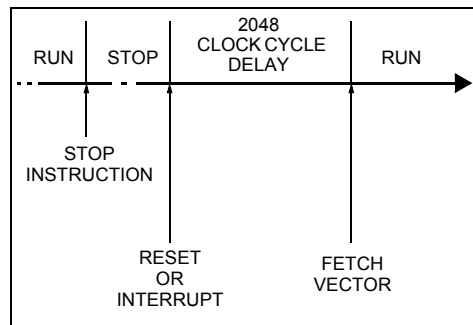 RUN
STOP
2048
CLOCK CYCLE
DELAY
RUN
STOP
INSTRUCTION
RESET
OR
INTERRUPT
FETCH
VECTOR